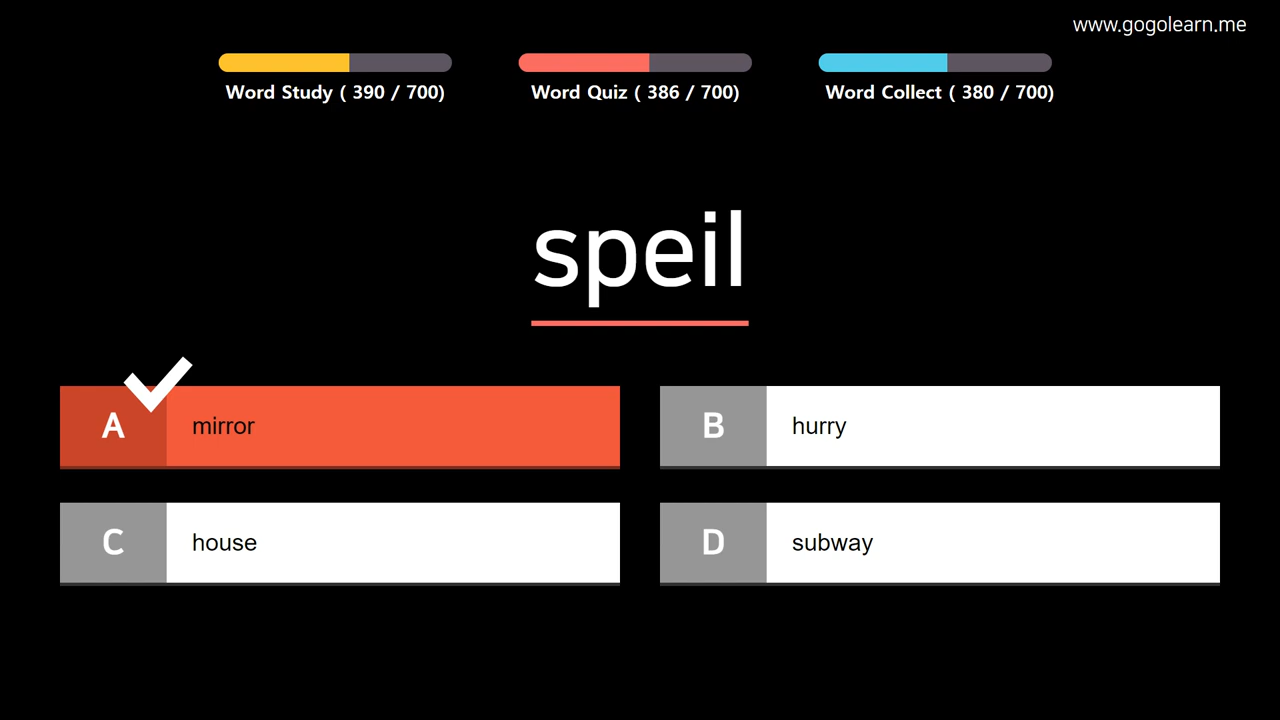 www.gogolearn.me
Word Study ( 390 / 700)
Word Quiz ( 386 / 700)
Word Collect ( 380 / 700)
speil
A mirror
B hurry
C house
D subway